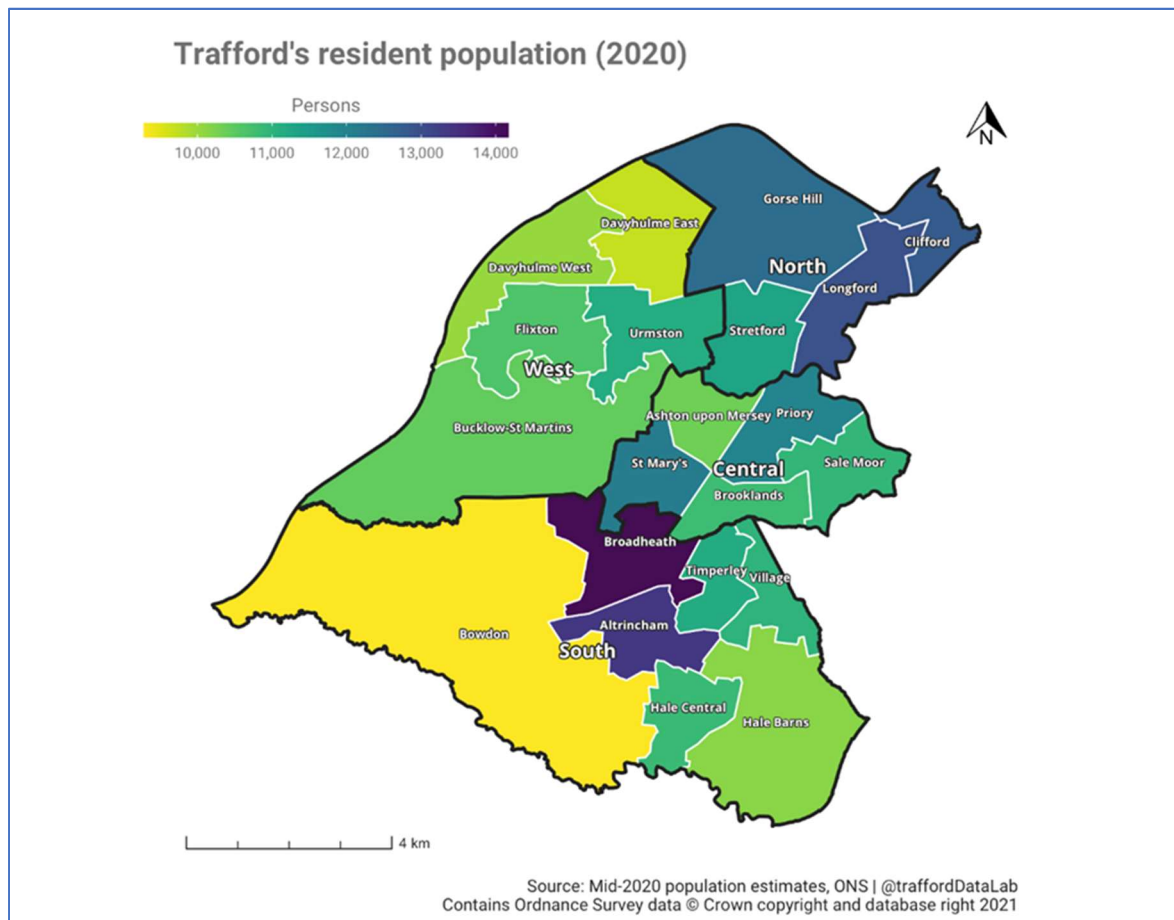 Trafford's resident population (2020)
Persons
10,000 11,000 12,000 13,000 14,000
N
Gorse Hill
Davyhulme East
Clifford
Davyhulme West
North
Longford
Flixton
Urmston
Stretford
West
Ashton upon Mersey
Priory
Bucklow-St Martins
St Mary's
Central
Sale Moor
Brooklands
Broadheath
Timperley
Village
Altrincham
Bowdon
South
Hale Central
Hale Barns
4 km
Source: Mid-2020 population estimates, ONS | @traffordDataLab
Contains Ordnance Survey data © Crown copyright and database right 2021